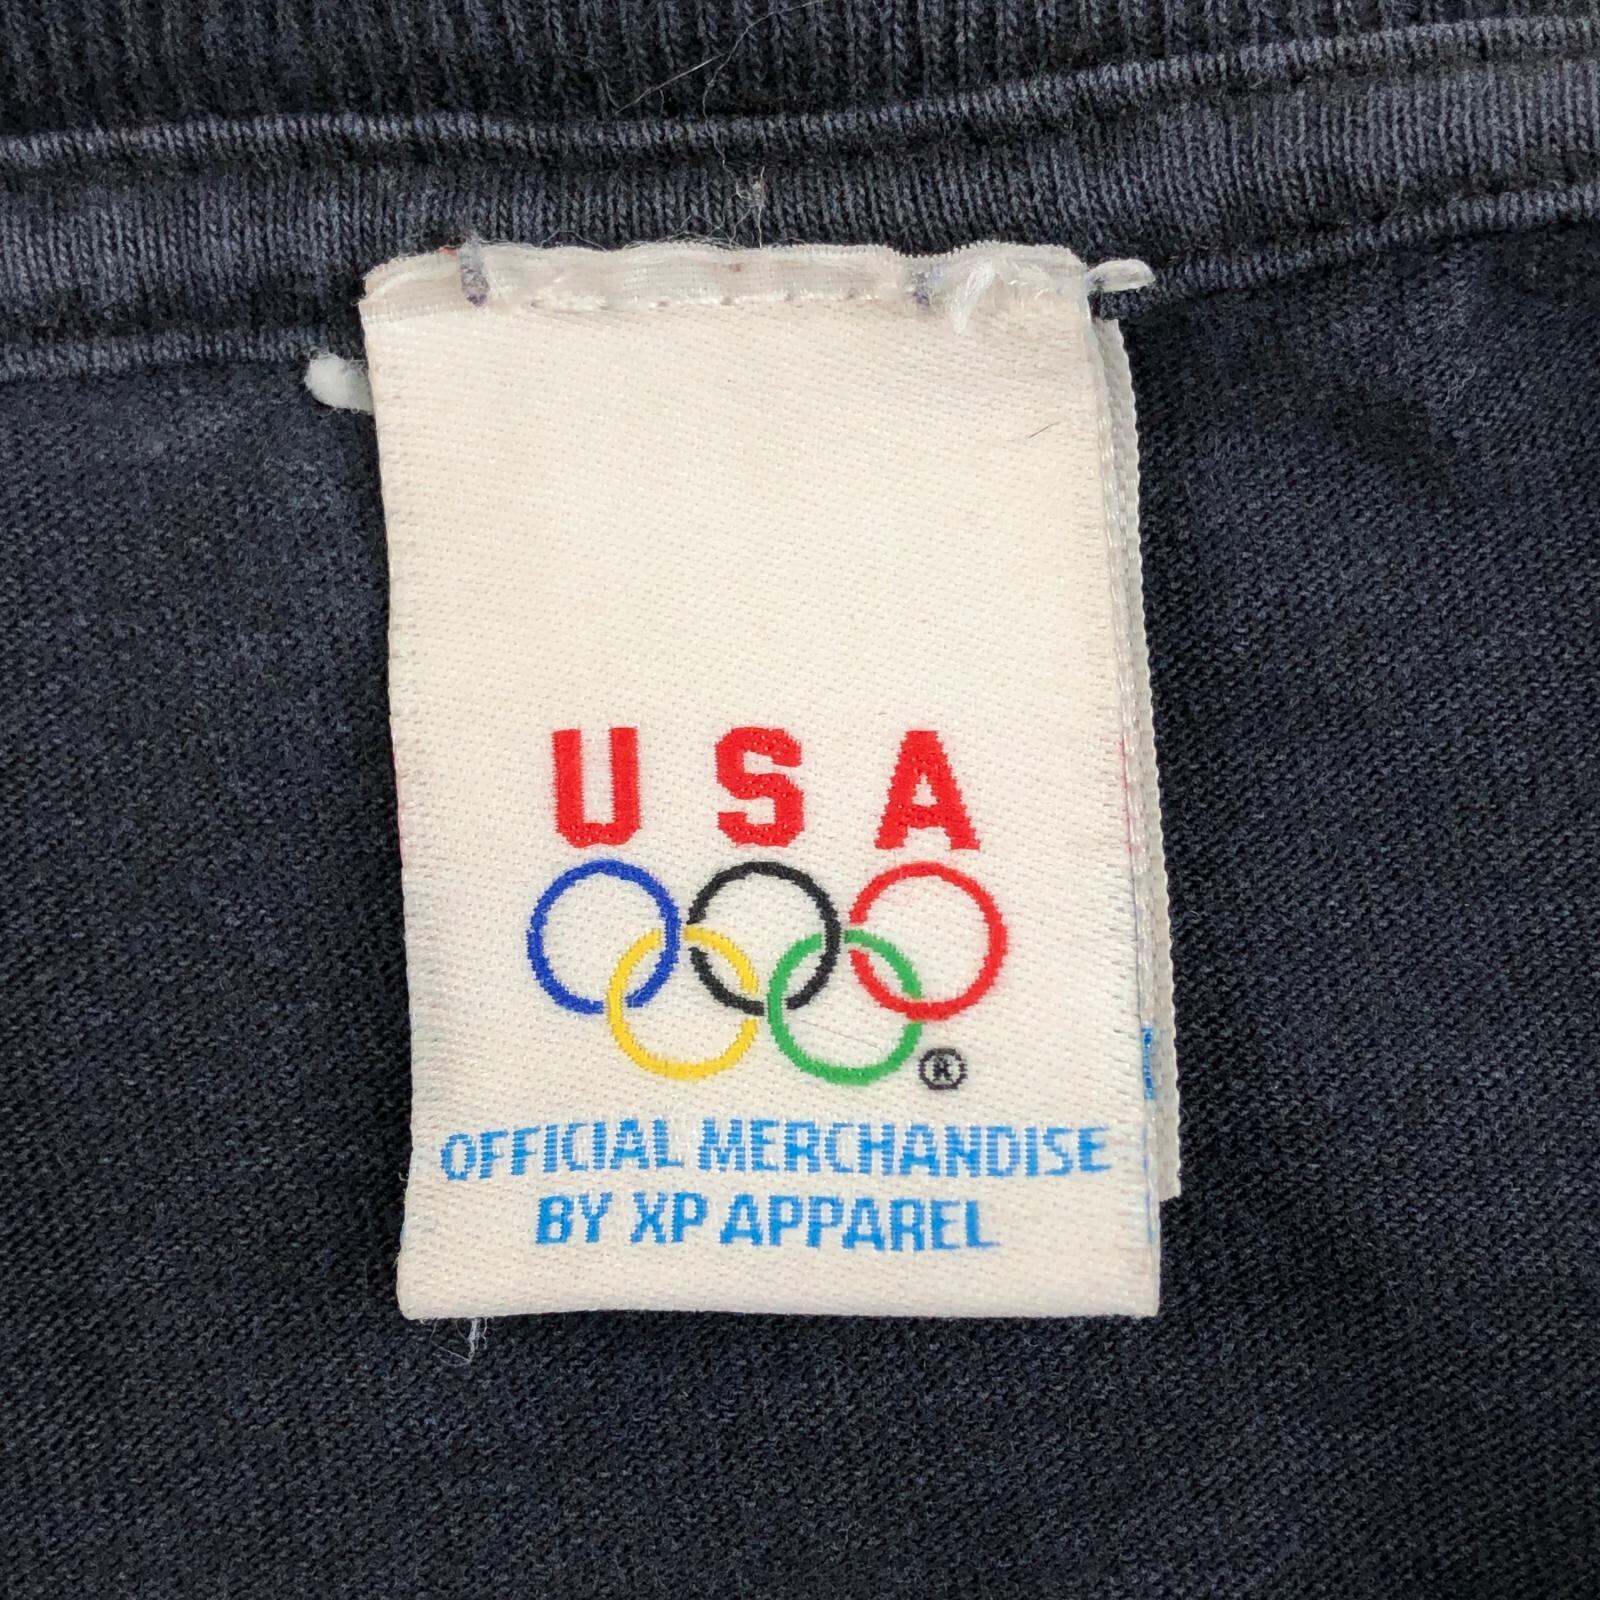 USA
®
OFFICIAL MERCHANDISE
BY XP APPAREL